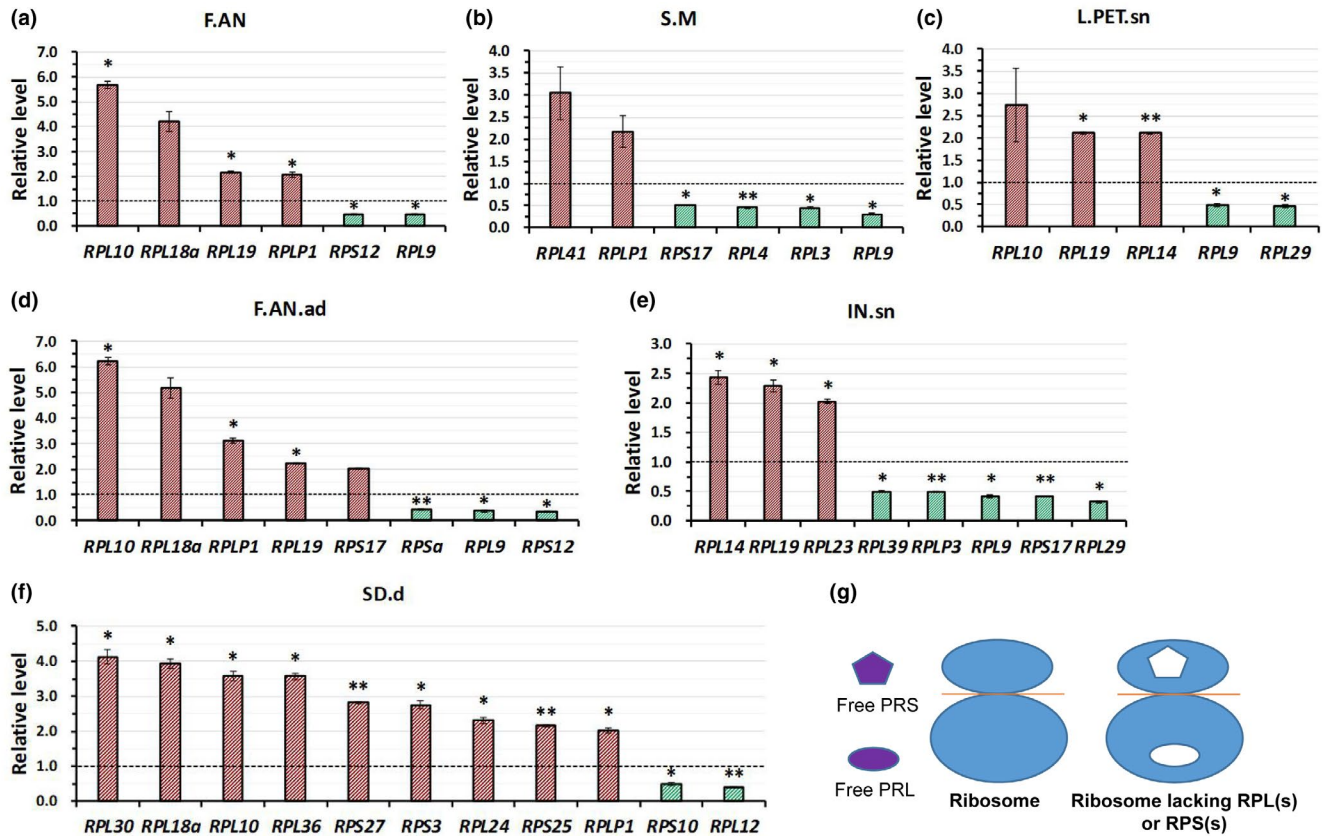 (a)
F.AN
Relative level
7.0
6.0
5.0
4.0
3.0
2.0
1.0
0.0
*
*
*
*
*
RPL10 RPL18a RPL19 RPLP1 RPS12 RPL9
(b)
S.M
Relative level
4.0
3.5
3.0
2.5
2.0
1.5
1.0
0.5
0.0
*
**
*
*
RPL41 RPLP1 RPS17 RPL4 RPL3 RPL9
(c)
L.PET.sn
Relative level
4.0
3.5
3.0
2.5
2.0
1.5
1.0
0.5
0.0
*
**
*
*
RPL10 RPL19 RPL14 RPL9 RPL29
(d)
F.AN.ad
Relative level
7.0
6.0
5.0
4.0
3.0
2.0
1.0
0.0
*
*
*
**
*
*
RPL10 RPL18a RPLP1 RPL19 RPS17 RPSa RPL9 RPS12
(e)
IN.sn
Relative level
3.0
2.5
2.0
1.5
1.0
0.5
0.0
*
*
*
*
**
*
**
*
RPL14 RPL19 RPL23 RPL39 RPLP3 RPL9 RPS17 RPL29
(f)
SD.d
Relative level
5.0
4.0
3.0
2.0
1.0
0.0
*
*
*
*
**
*
*
**
*
*
**
RPL30 RPL18a RPL10 RPL36 RPS27 RPS3 RPL24 RPS25 RPLP1 RPS10 RPL12
(g)
Free PRS
Free PRL
Ribosome
Ribosome lacking RPL(s)
or RPS(s)